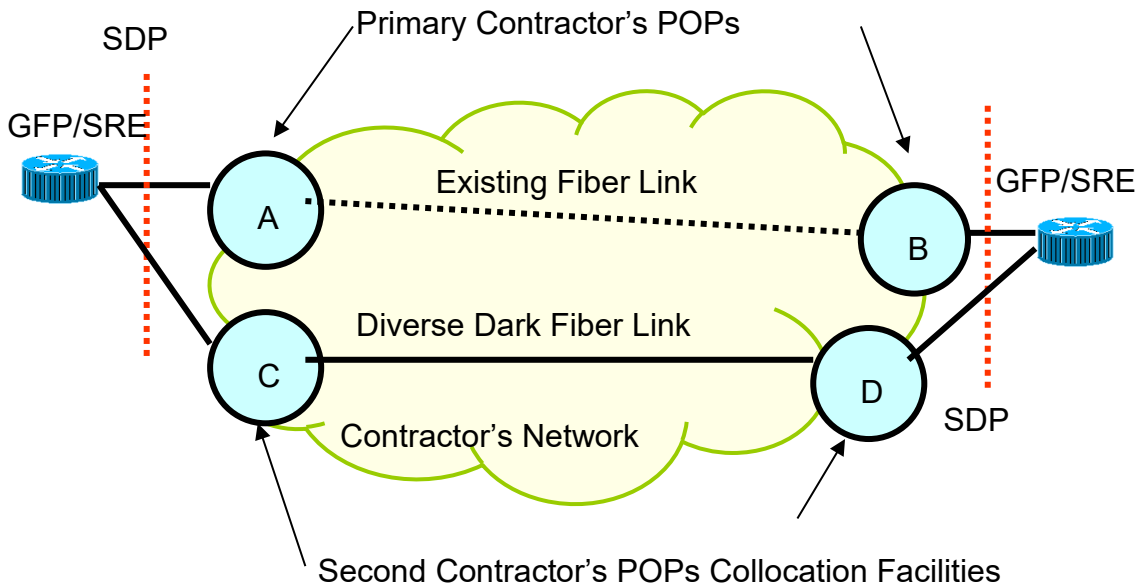 Primary Contractor’s POPs
SDP
GFP/SRE
Existing Fiber Link
GFP/SRE
A
B
Diverse Dark Fiber Link
C
D
SDP
Contractor’s Network
Second Contractor’s POPs Collocation Facilities